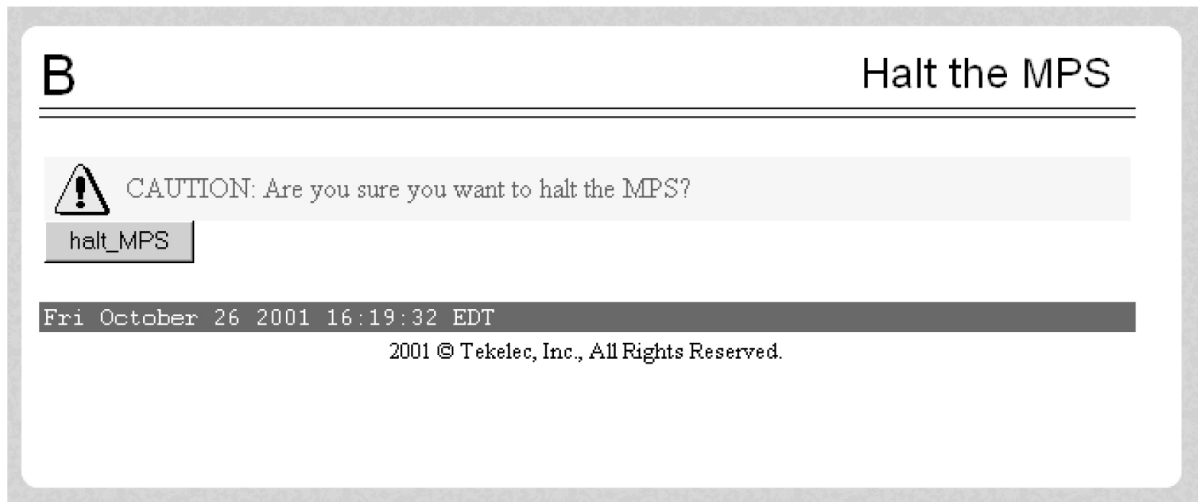 B
Halt the MPS
CAUTION: Are you sure you want to halt the MPS?
halt_MPS
Fri October 26 2001 16:19:32 EDT
2001 © Tekelec, Inc., All Rights Reserved.